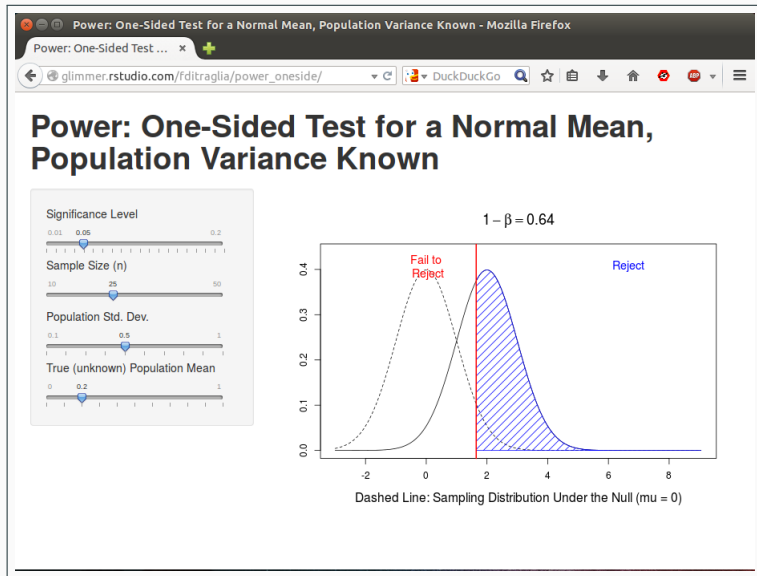 Power: One-Sided Test for a Normal Mean, Population Variance Known - Mozilla Firefox
Power: One-Sided Test ... ×
glimmer.rstudio.com/fditraglia/power_oneside/
DuckDuckGo
ABP
Power: One-Sided Test for a Normal Mean,
Population Variance Known
Significance Level
0.01 0.05 0.2
Sample Size (n)
10 25 50
Population Std. Dev.
0.1 0.5 1
True (unknown) Population Mean
0 0.2 1
1 − β = 0.64
Fail to
Reject
Reject
0.4
0.3
0.2
0.1
0.0
-2 0 2 4 6 8
Dashed Line: Sampling Distribution Under the Null (mu = 0)